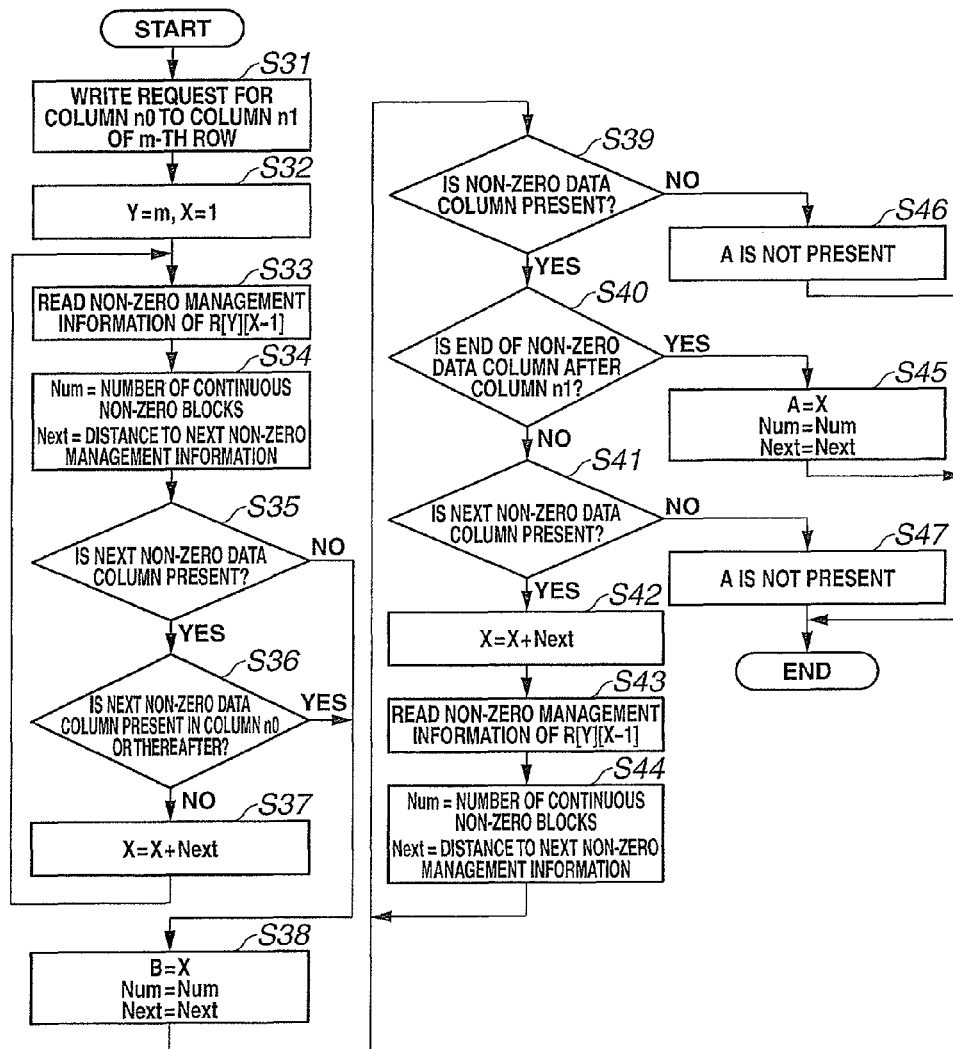 START
S31
WRITE REQUEST FOR
COLUMN n0 TO COLUMN n1
OF m-TH ROW
S32
Y=m, X=1
S33
READ NON-ZERO MANAGEMENT
INFORMATION OF R[Y][X-1]
S34
Num = NUMBER OF CONTINUOUS
NON-ZERO BLOCKS
Next = DISTANCE TO NEXT NON-ZERO
MANAGEMENT INFORMATION
S35
IS NEXT NON-ZERO DATA
COLUMN PRESENT?
NO
YES
S36
IS NEXT NON-ZERO DATA
COLUMN PRESENT IN COLUMN n0
OR THEREAFTER?
YES
NO
S37
X=X+Next
S38
B=X
Num=Num
Next=Next
S39
IS NON-ZERO DATA
COLUMN PRESENT?
NO
YES
S46
A IS NOT PRESENT
S40
IS END OF NON-ZERO
DATA COLUMN AFTER
COLUMN n1?
YES
NO
S45
A=X
Num=Num
Next=Next
S41
IS NEXT NON-ZERO DATA
COLUMN PRESENT?
NO
YES
S47
A IS NOT PRESENT
S42
X=X+Next
END
S43
READ NON-ZERO MANAGEMENT
INFORMATION OF R[Y][X-1]
S44
Num = NUMBER OF CONTINUOUS
NON-ZERO BLOCKS
Next = DISTANCE TO NEXT NON-ZERO
MANAGEMENT INFORMATION